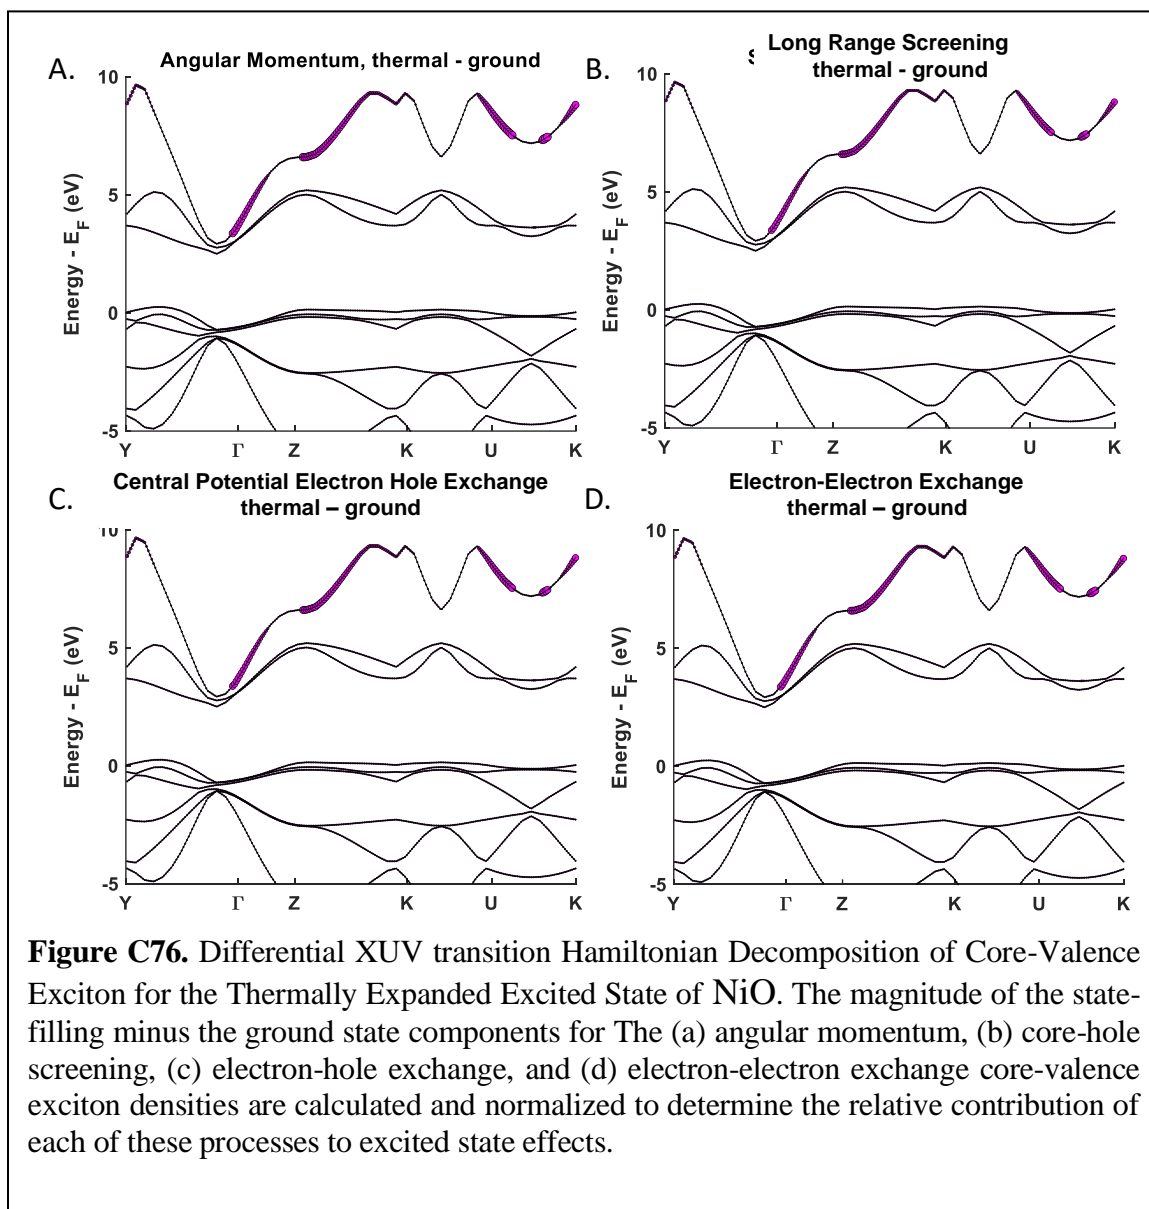 A.
Angular Momentum, thermal - ground
10
5
0
-5
Energy - E_F (eV)
Y Γ Z K U K
B.
Long Range Screening
thermal - ground
10
5
0
-5
Energy - E_F (eV)
Y Γ Z K U K
C.
Central Potential Electron Hole Exchange
thermal – ground
10
5
0
-5
Energy - E_F (eV)
Y Γ Z K U K
D.
Electron-Electron Exchange
thermal – ground
10
5
0
-5
Energy - E_F (eV)
Y Γ Z K U K
Figure C76. Differential XUV transition Hamiltonian Decomposition of Core-Valence
Exciton for the Thermally Expanded Excited State of NiO. The magnitude of the state-
filling minus the ground state components for The (a) angular momentum, (b) core-hole
screening, (c) electron-hole exchange, and (d) electron-electron exchange core-valence
exciton densities are calculated and normalized to determine the relative contribution of
each of these processes to excited state effects.